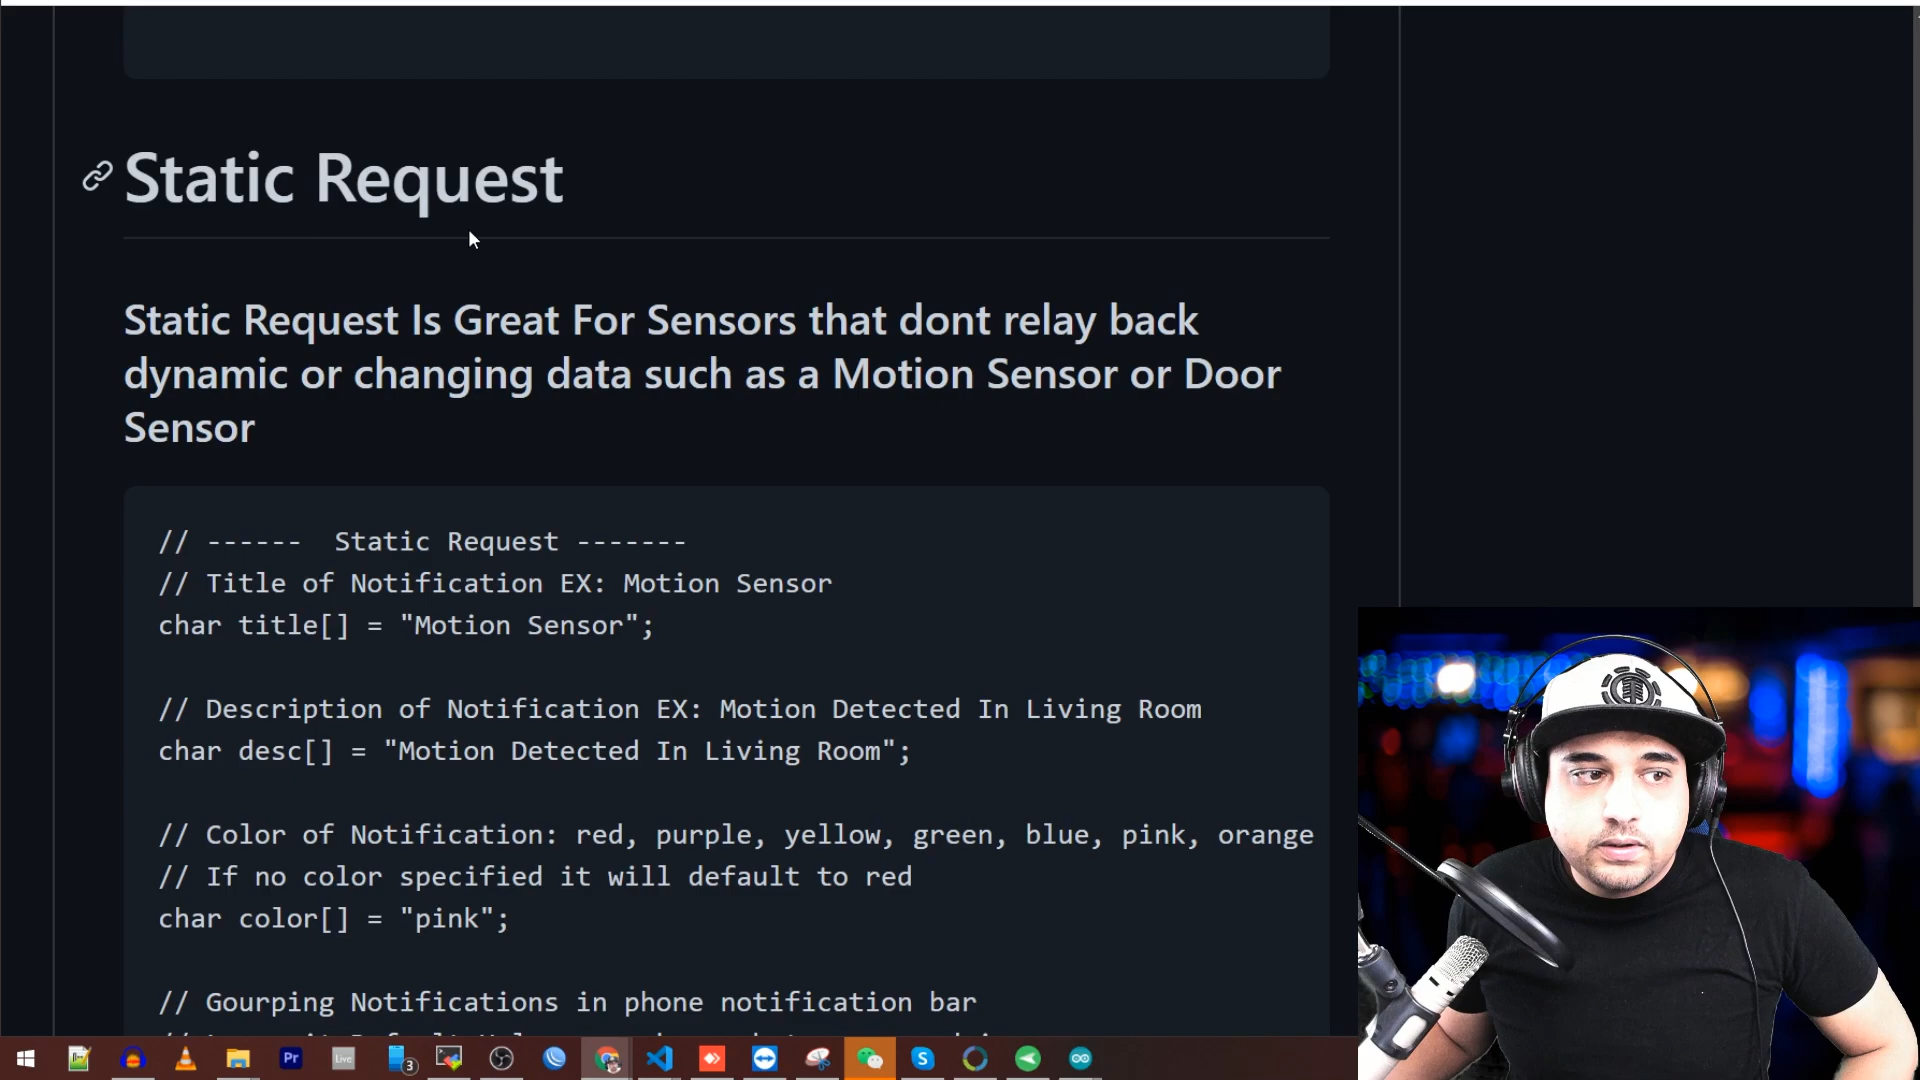 Static Request
Static Request Is Great For Sensors that dont relay back
dynamic or changing data such as a Motion Sensor or Door
Sensor
// ------  Static Request -------
// Title of Notification EX: Motion Sensor
char title[] = "Motion Sensor";
// Description of Notification EX: Motion Detected In Living Room
char desc[] = "Motion Detected In Living Room";
// Color of Notification: red, purple, yellow, green, blue, pink, orange
// If no color specified it will default to red
char color[] = "pink";
// Gourping Notifications in phone notification bar
Pr
Live
3
S